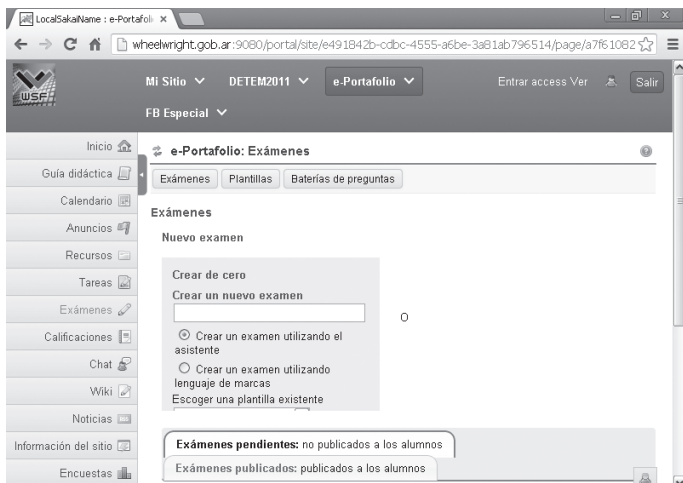 LocalSakaiName : e-Portafoli
wheelwright.gob.ar:9080/portal/site/e491842b-cdbc-4555-a6be-3a81ab796514/page/a7f61082
WSF
Mi Sitio DETEM2011 e-Portafolio Entrar access Ver Salir
FB Especial
Inicio
Guía didáctica
Calendario
Anuncios
Recursos
Tareas
Exámenes
Calificaciones
Chat
Wiki
Noticias
Información del sitio
Encuestas
e-Portafolio: Exámenes
Exámenes Plantillas Baterías de preguntas
Exámenes
Nuevo examen
Crear de cero
Crear un nuevo examen
Crear un examen utilizando el
asistente
Crear un examen utilizando
lenguaje de marcas
Escoger una plantilla existente
O
Exámenes pendientes: no publicados a los alumnos
Exámenes publicados: publicados a los alumnos